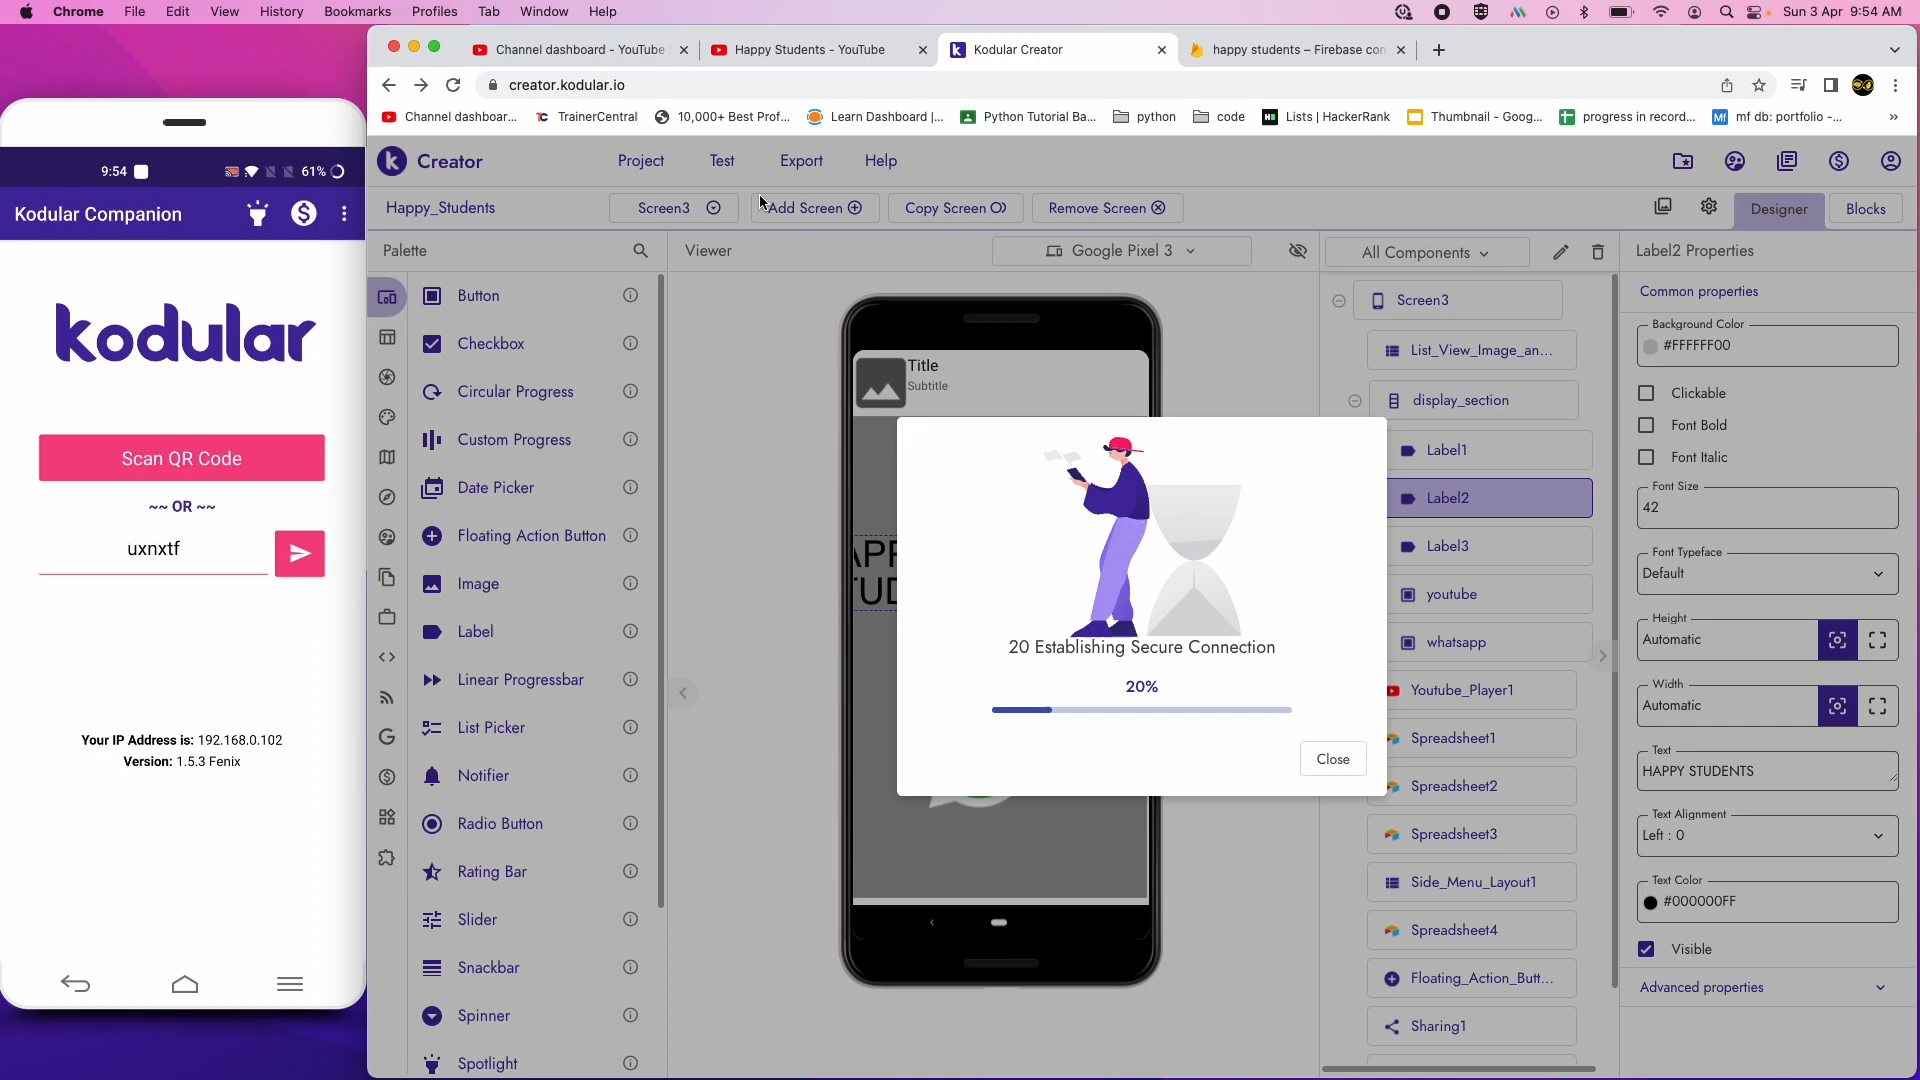 Chrome File Edit View History Bookmarks Profiles Tab Window Help
Sun 3 Apr 9:54 AM
Channel dashboard - YouTube
Happy Students - YouTube
Kodular Creator
happy students – Firebase con
creator.kodular.io
Channel dashboar...
TrainerCentral
10,000+ Best Prof...
Learn Dashboard |...
Python Tutorial Ba...
python
code
Lists | HackerRank
Thumbnail - Goog...
progress in record...
mf db: portfolio -...
»
Creator
Project
Test
Export
Help
Happy_Students
Screen3
Add Screen
Copy Screen
Remove Screen
Designer
Blocks
Palette
Viewer
Google Pixel 3
All Components
Label2 Properties
Button
Checkbox
Circular Progress
Custom Progress
Date Picker
Floating Action Button
Image
Label
Linear Progressbar
List Picker
Notifier
Radio Button
Rating Bar
Slider
Snackbar
Spinner
Spotlight
Title
Subtitle
20 Establishing Secure Connection
20%
Close
Screen3
List_View_Image_an...
display_section
Label1
Label2
Label3
youtube
whatsapp
Youtube_Player1
Spreadsheet1
Spreadsheet2
Spreadsheet3
Side_Menu_Layout1
Spreadsheet4
Floating_Action_Butt...
Sharing1
Common properties
Background Color
#FFFFFF00
Clickable
Font Bold
Font Italic
Font Size
42
Font Typeface
Default
Height
Automatic
Width
Automatic
Text
HAPPY STUDENTS
Text Alignment
Left : 0
Text Color
#000000FF
Visible
Advanced properties
9:54
61%
Kodular Companion
kodular
Scan QR Code
~~ OR ~~
uxnxtf
Your IP Address is: 192.168.0.102
Version: 1.5.3 Fenix